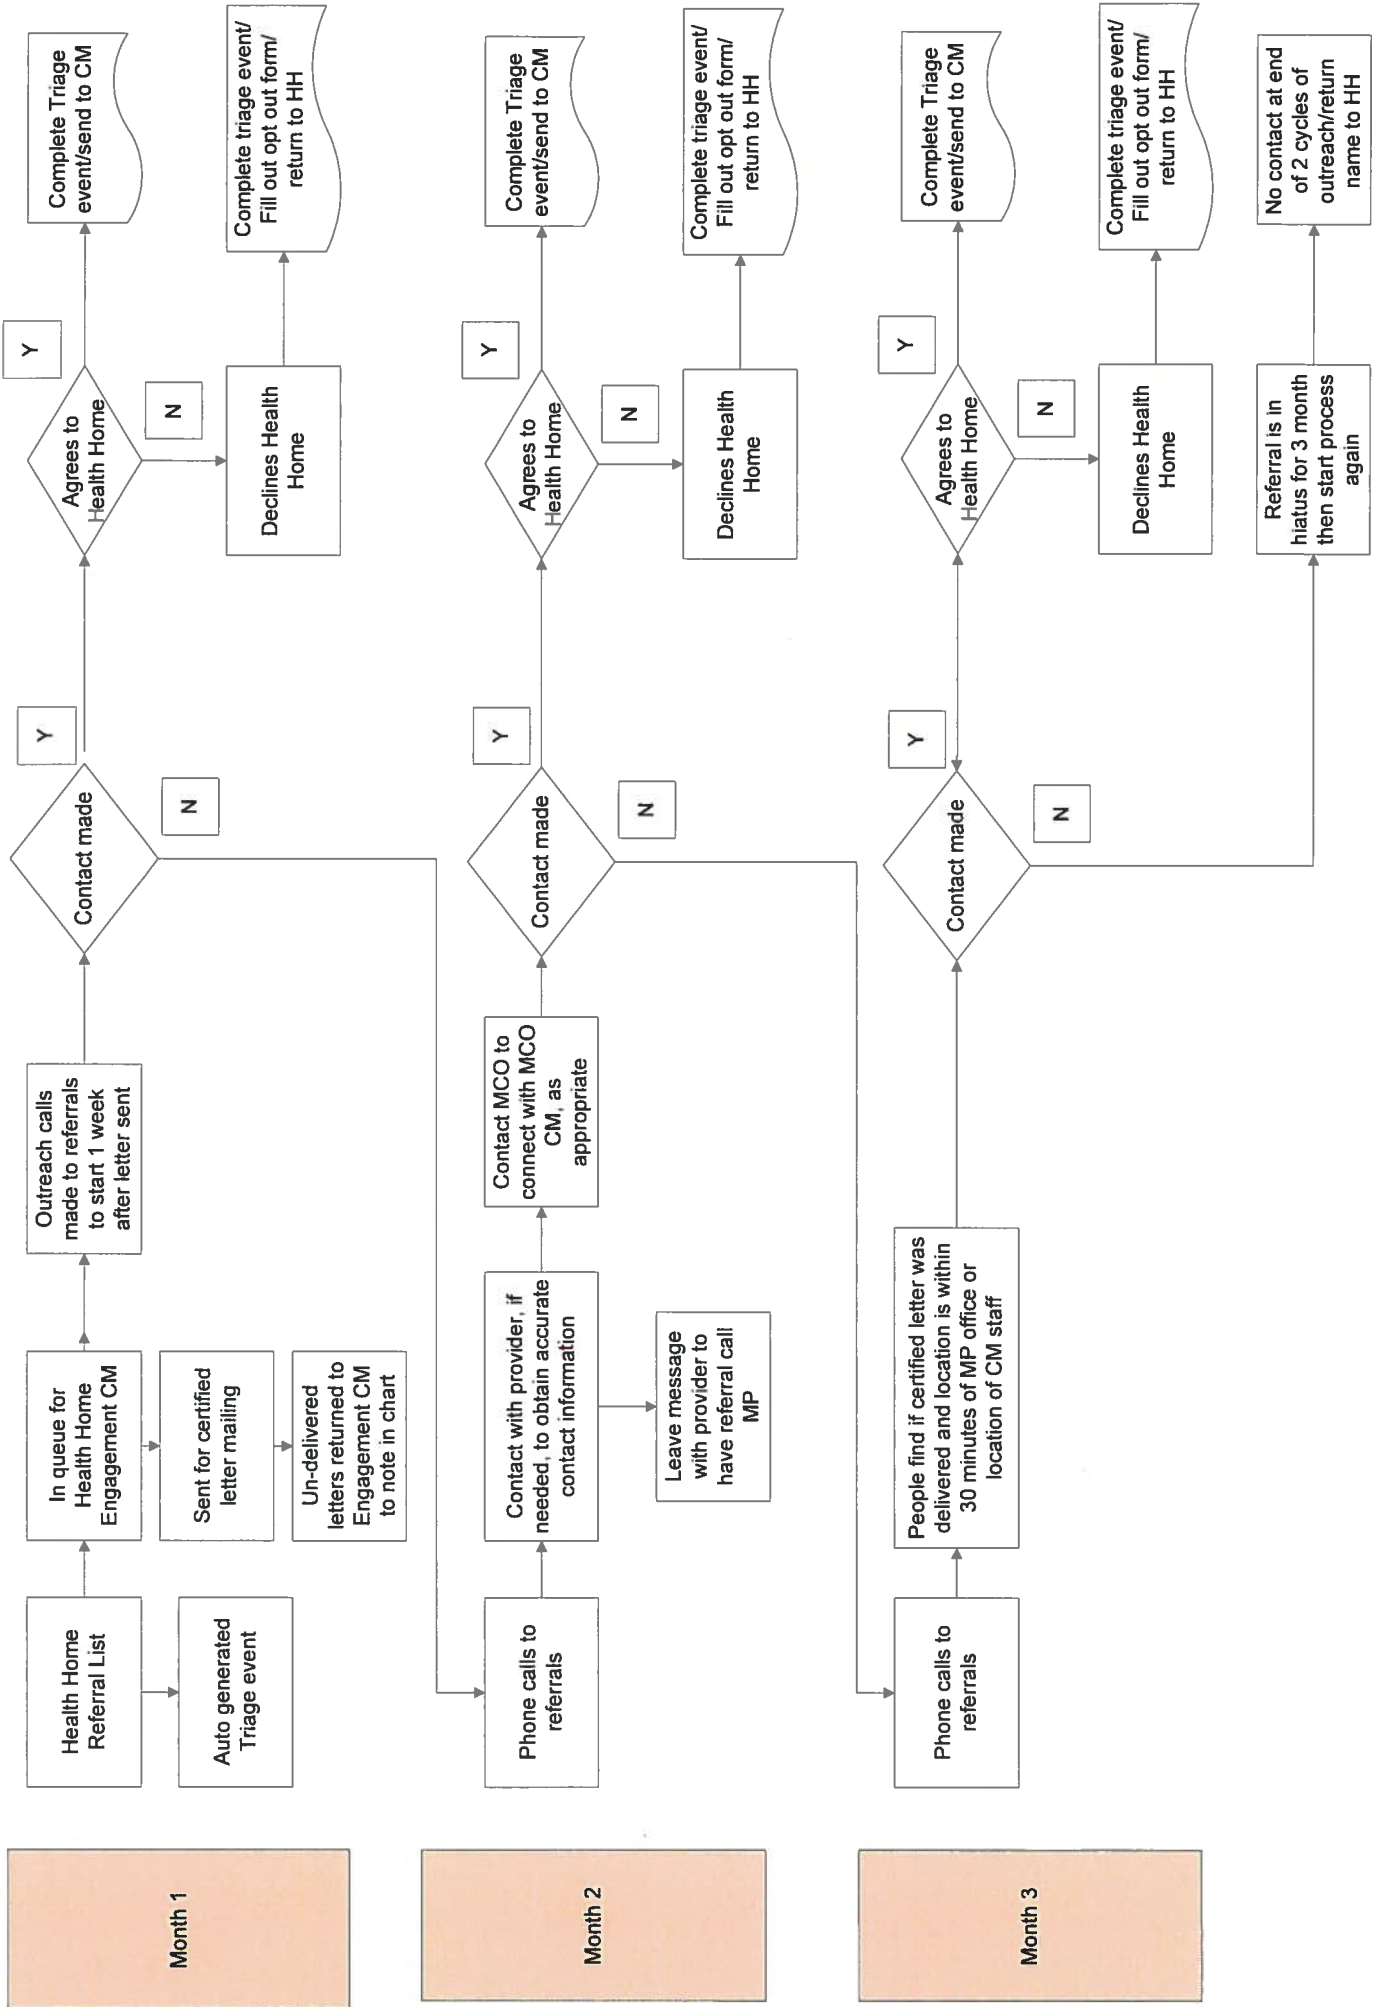 Month 1
Health Home
Referral List
Auto generated
Triage event
In queue for
Health Home
Engagement CM
Sent for certified
letter mailing
Un-delivered
letters returned to
Engagement CM
to note in chart
Outreach calls
made to referrals
to start 1 week
after letter sent
Contact made
Y
N
Agrees to
Health Home
Y
N
Declines Health
Home
Complete Triage
event/send to CM
Complete triage event/
Fill out opt out form/
return to HH
Month 2
Phone calls to
referrals
Contact with provider, if
needed, to obtain accurate
contact information
Leave message
with provider to
have referral call
MP
Contact MCO to
connect with MCO
CM, as
appropriate
Contact made
Y
N
Agrees to
Health Home
Y
N
Declines Health
Home
Complete Triage
event/send to CM
Complete triage event/
Fill out opt out form/
return to HH
Month 3
Phone calls to
referrals
People find if certified letter was
delivered and location is within
30 minutes of MP office or
location of CM staff
Contact made
Y
N
Agrees to
Health Home
Y
N
Declines Health
Home
Complete Triage
event/send to CM
Complete triage event/
Fill out opt out form/
return to HH
Referral is in
hiatus for 3 month
then start process
again
No contact at end
of 2 cycles of
outreach/return
name to HH